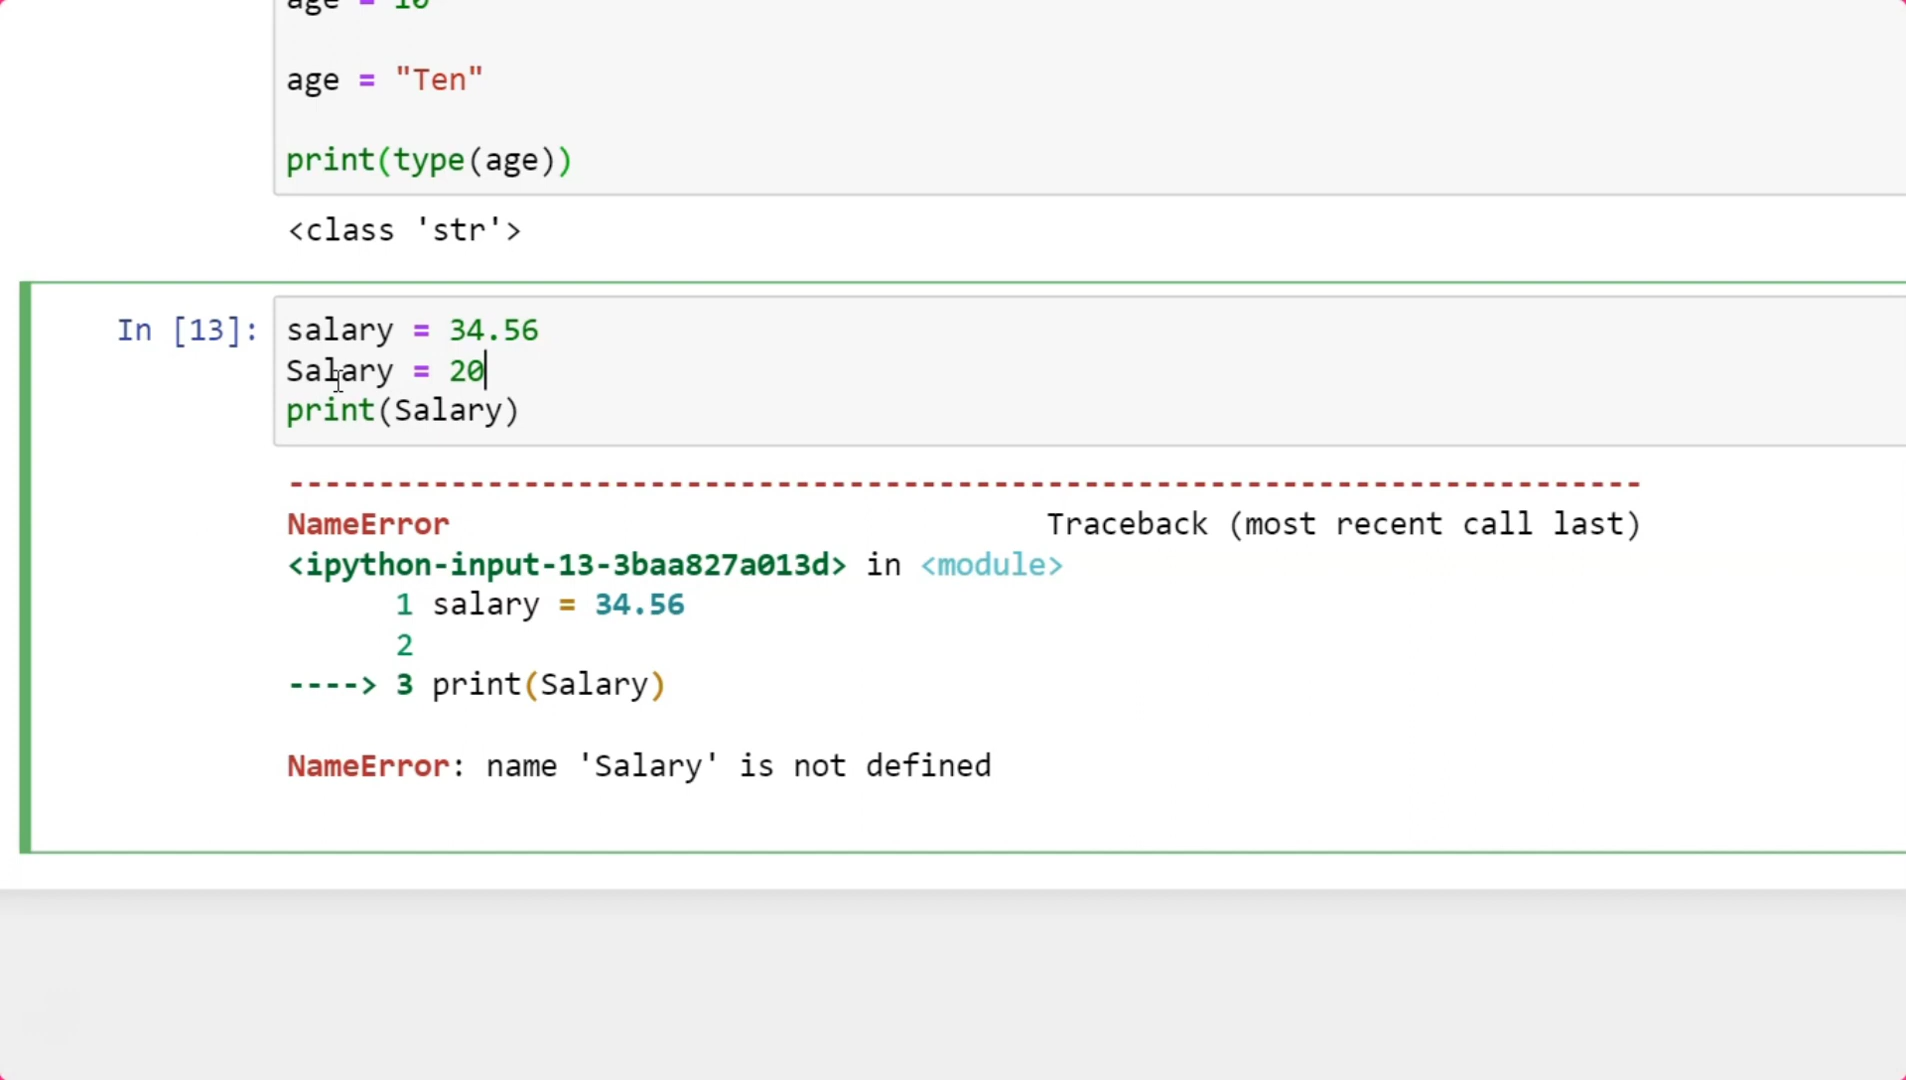 age = 10
age = "Ten"
print(type(age))
<class 'str'>
In [13]: salary = 34.56
Salary = 20
print(Salary)
---------------------------------------------------------------------------
NameError Traceback (most recent call last)
<ipython-input-13-3baa827a013d> in <module>
1 salary = 34.56
2
----> 3 print(Salary)
NameError: name 'Salary' is not defined